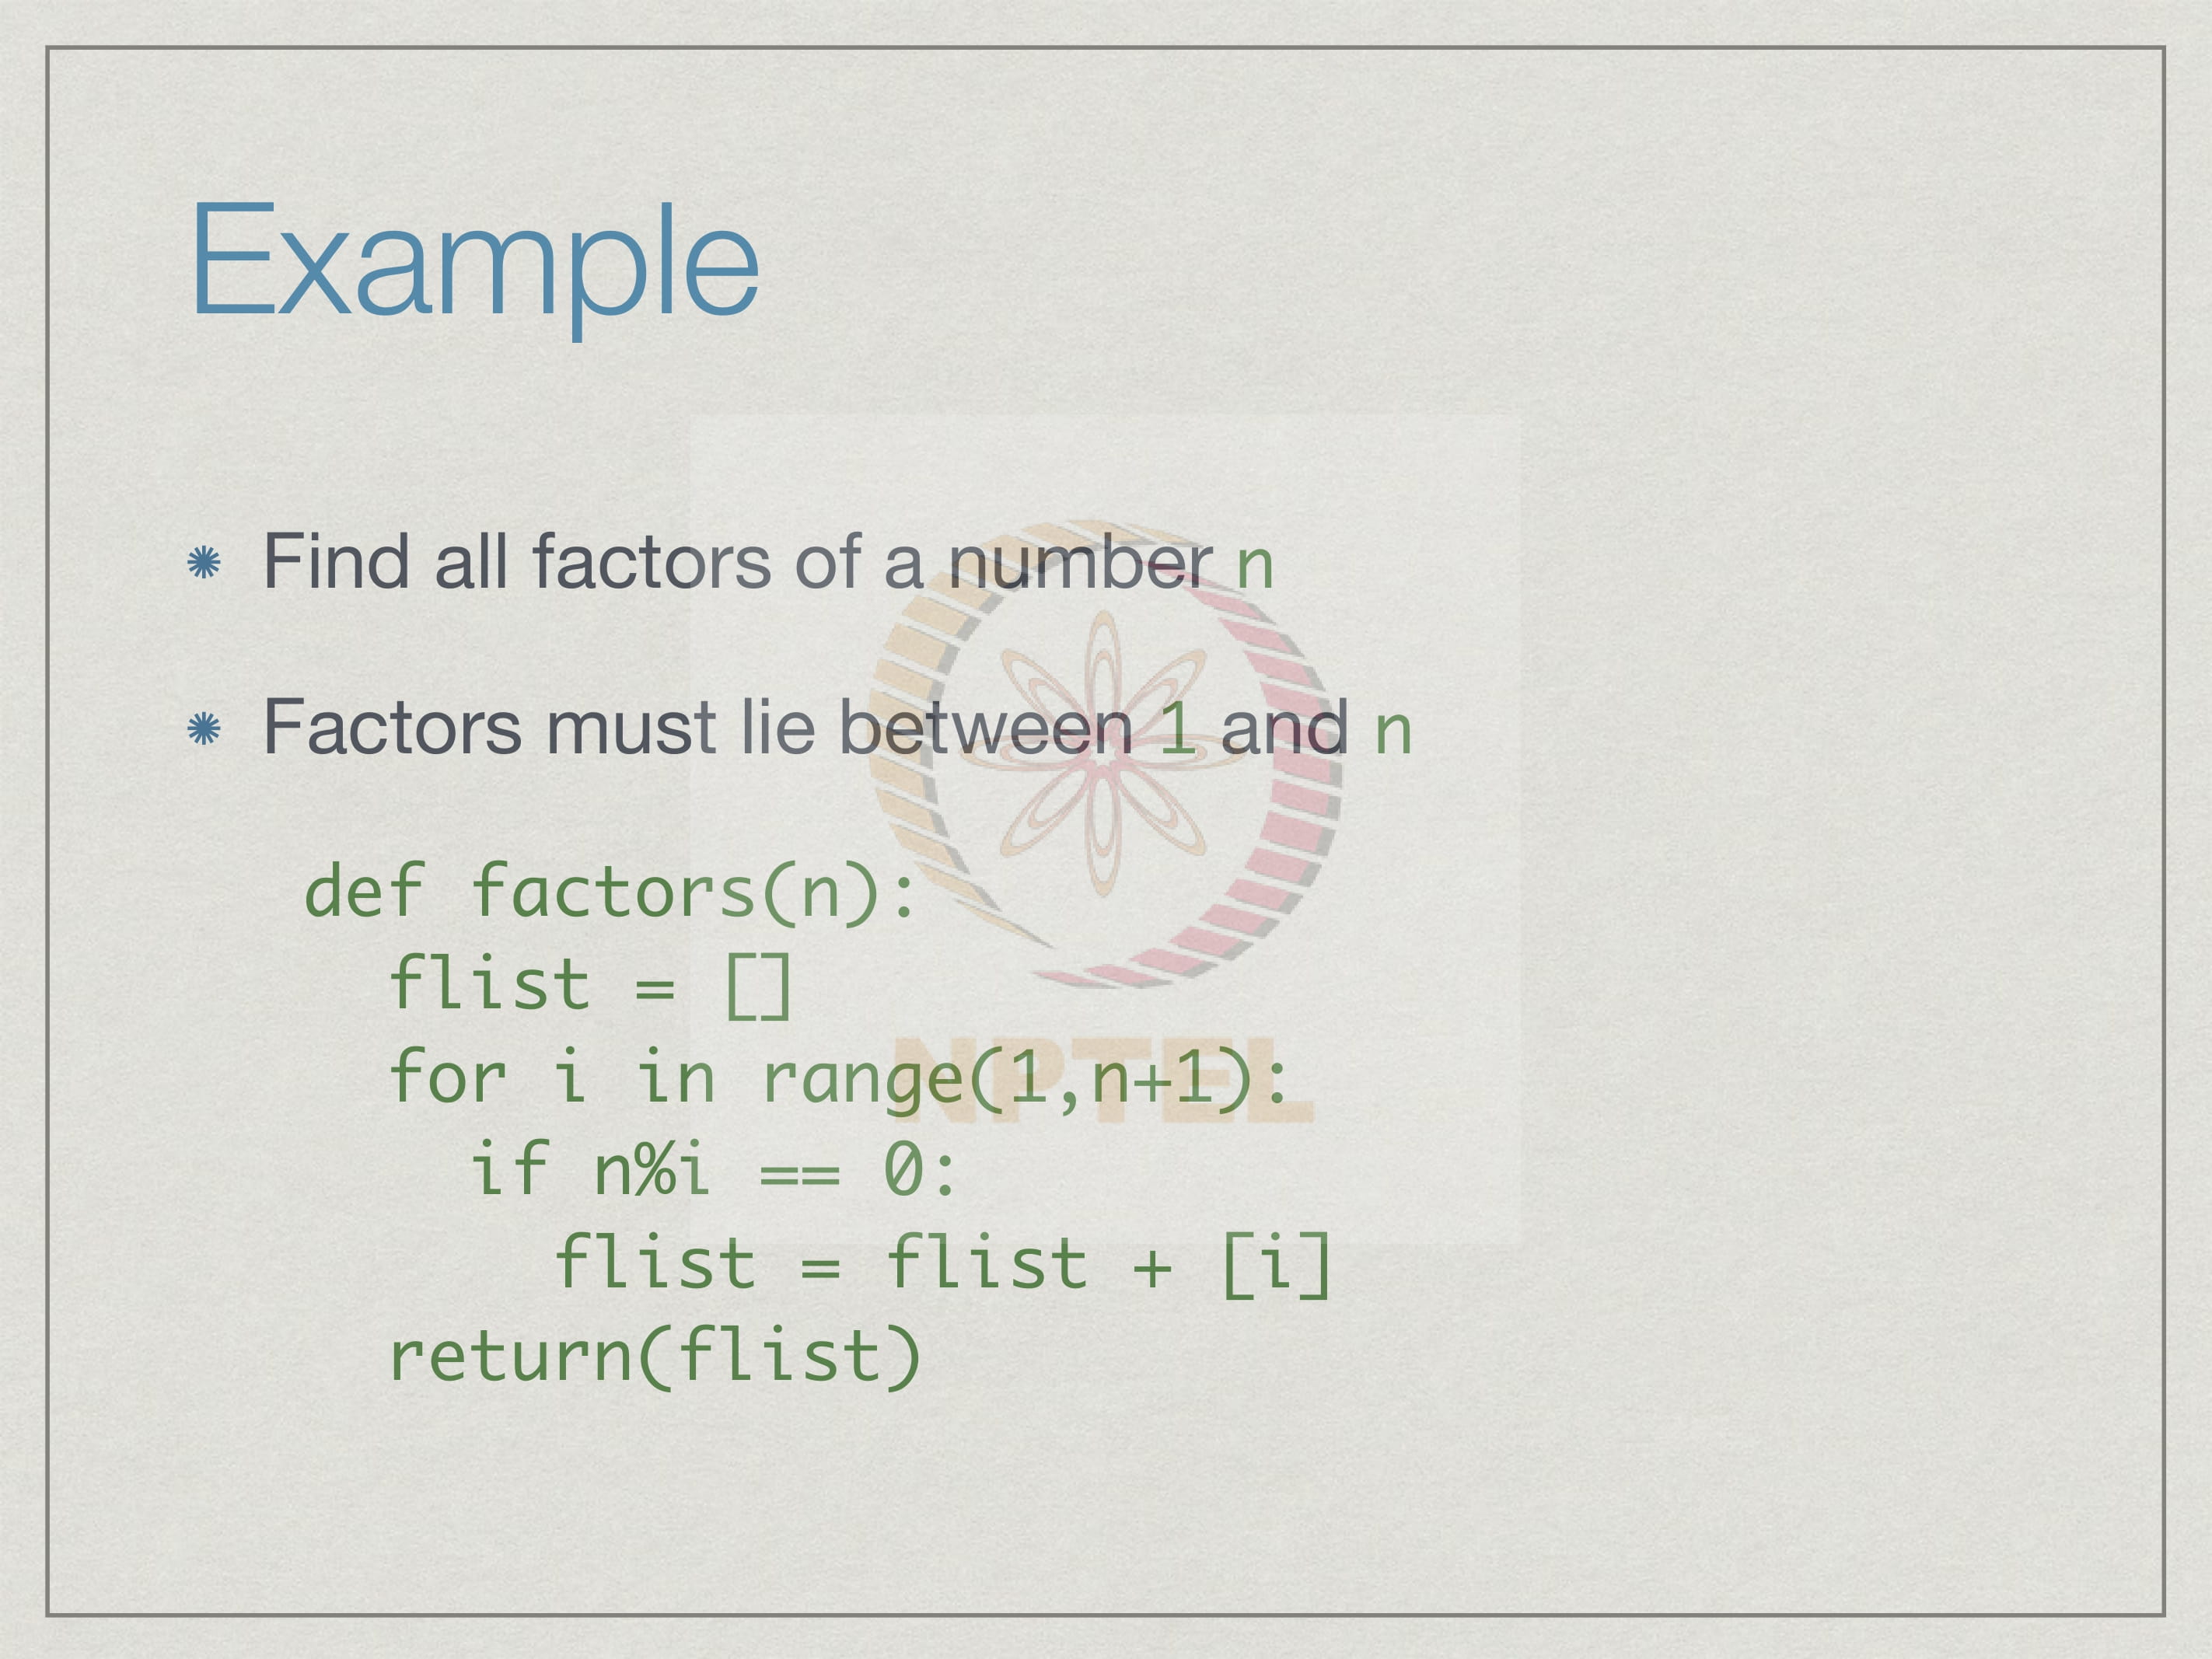 Example
Find all factors of a number n
Factors must lie between 1 and n
def factors(n):
  flist = []
  for i in range(1,n+1):
    if n%i == 0:
      flist = flist + [i]
  return(flist)
NPTEL